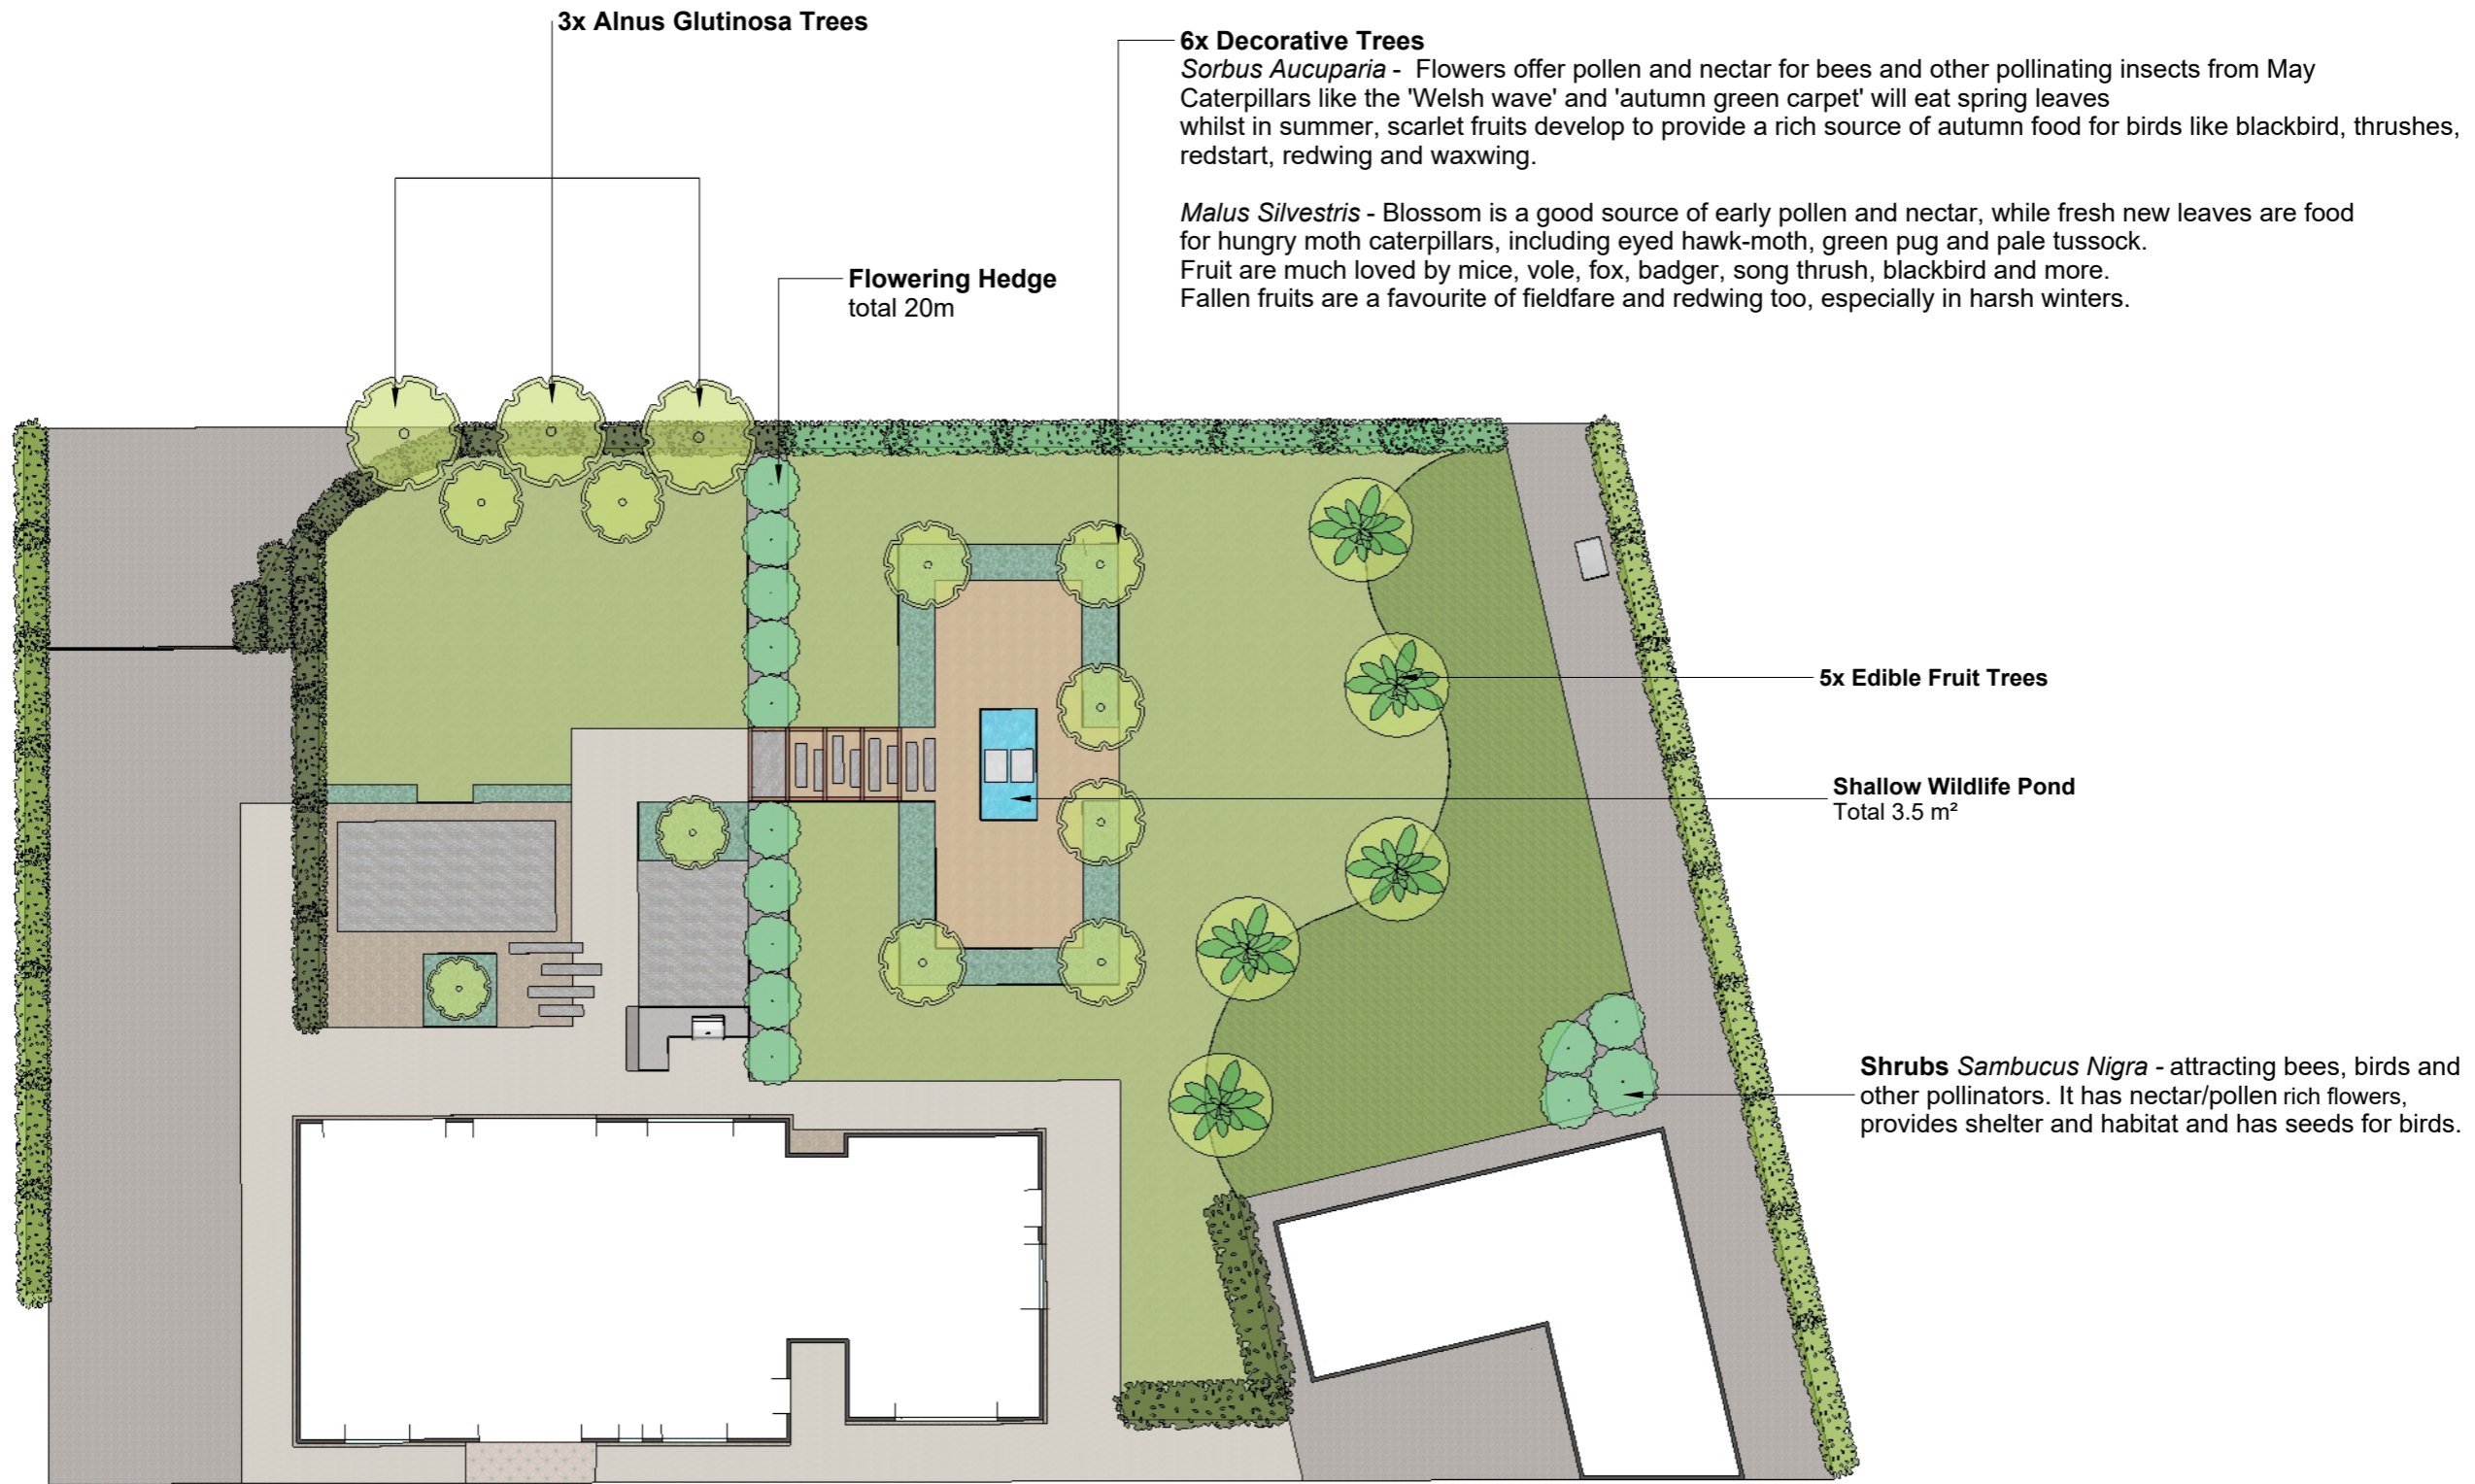 3x Alnus Glutinosa Trees
6x Decorative Trees
Sorbus Aucuparia - Flowers offer pollen and nectar for bees and other pollinating insects from May
Caterpillars like the 'Welsh wave' and 'autumn green carpet' will eat spring leaves
whilst in summer, scarlet fruits develop to provide a rich source of autumn food for birds like blackbird, thrushes,
redstart, redwing and waxwing.
Malus Silvestris - Blossom is a good source of early pollen and nectar, while fresh new leaves are food
for hungry moth caterpillars, including eyed hawk-moth, green pug and pale tussock.
Fruit are much loved by mice, vole, fox, badger, song thrush, blackbird and more.
Fallen fruits are a favourite of fieldfare and redwing too, especially in harsh winters.
Flowering Hedge
total 20m
5x Edible Fruit Trees
Shallow Wildlife Pond
Total 3.5 m²
Shrubs Sambucus Nigra - attracting bees, birds and
other pollinators. It has nectar/pollen rich flowers,
provides shelter and habitat and has seeds for birds.